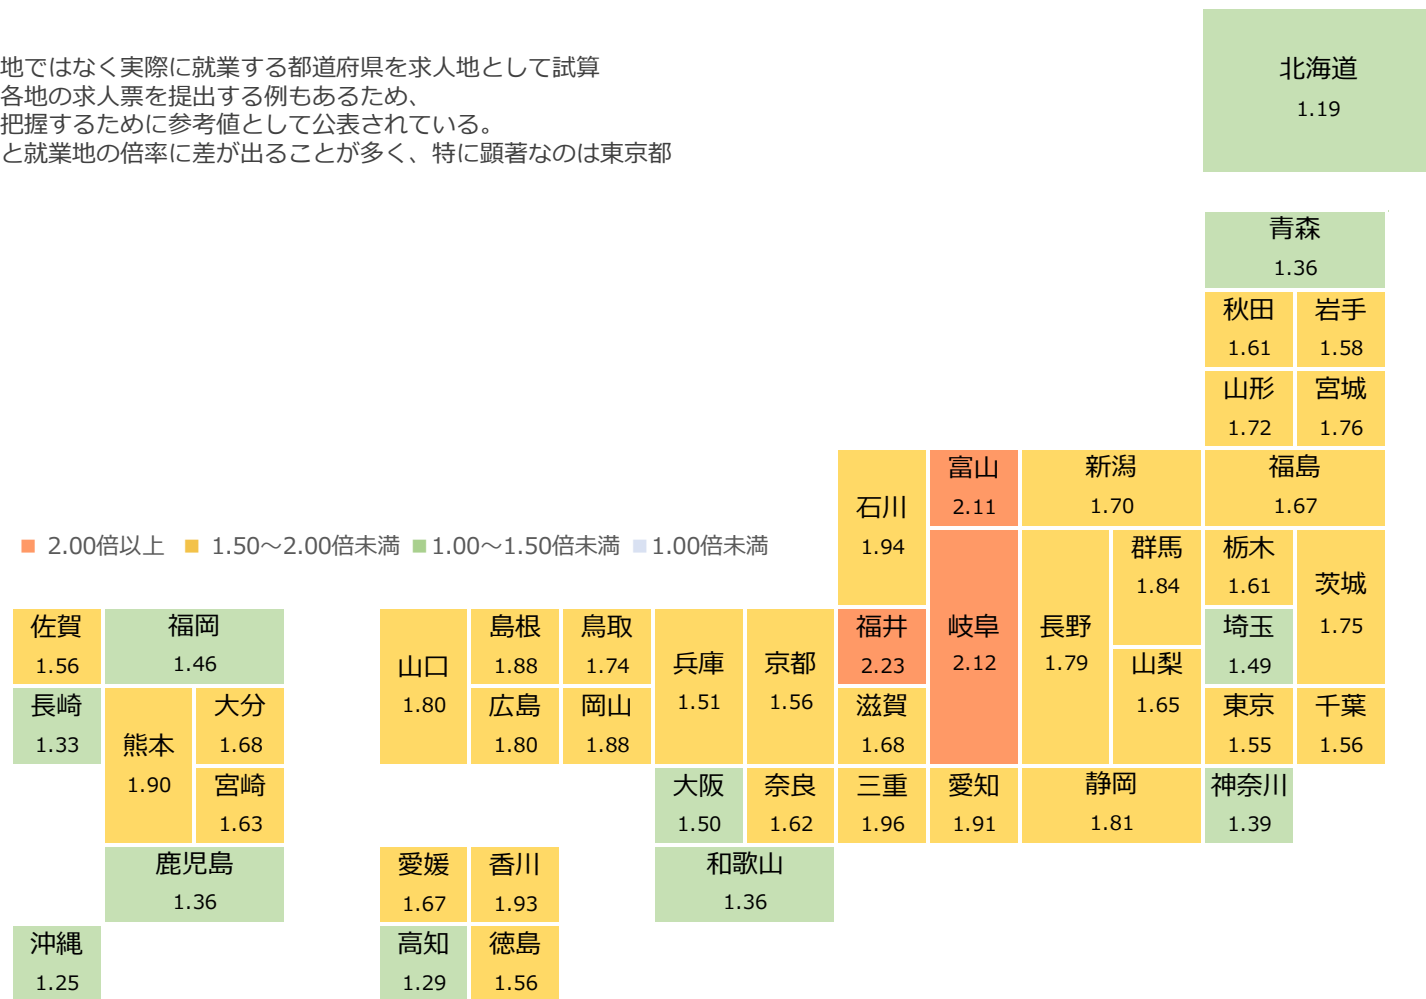 地ではなく実際に就業する都道府県を求人地として試算
各地の求人票を提出する例もあるため、
把握するために参考値として公表されている。
と就業地の倍率に差が出ることが多く、特に顕著なのは東京都
北海道
1.19
青森
1.36
秋田 岩手
1.61 1.58
山形 宮城
1.72 1.76
石川
1.94
富山
2.11
新潟
1.70
福島
1.67
■ 2.00倍以上 ■ 1.50～2.00倍未満 ■1.00～1.50倍未満 ■1.00倍未満
群馬
1.84
栃木
1.61
茨城
1.75
佐賀
1.56
福岡
1.46
山口
1.80
島根
1.88
鳥取
1.74
兵庫
1.51
京都
1.56
福井
2.23
岐阜
2.12
長野
1.79
山梨
1.65
埼玉
1.49
長崎
1.33
熊本
1.90
大分
1.68
広島
1.80
岡山
1.88
滋賀
1.68
東京
1.55
千葉
1.56
宮崎
1.63
大阪
1.50
奈良
1.62
三重
1.96
愛知
1.91
静岡
1.81
神奈川
1.39
鹿児島
1.36
愛媛
1.67
香川
1.93
和歌山
1.36
沖縄
1.25
高知
1.29
徳島
1.56